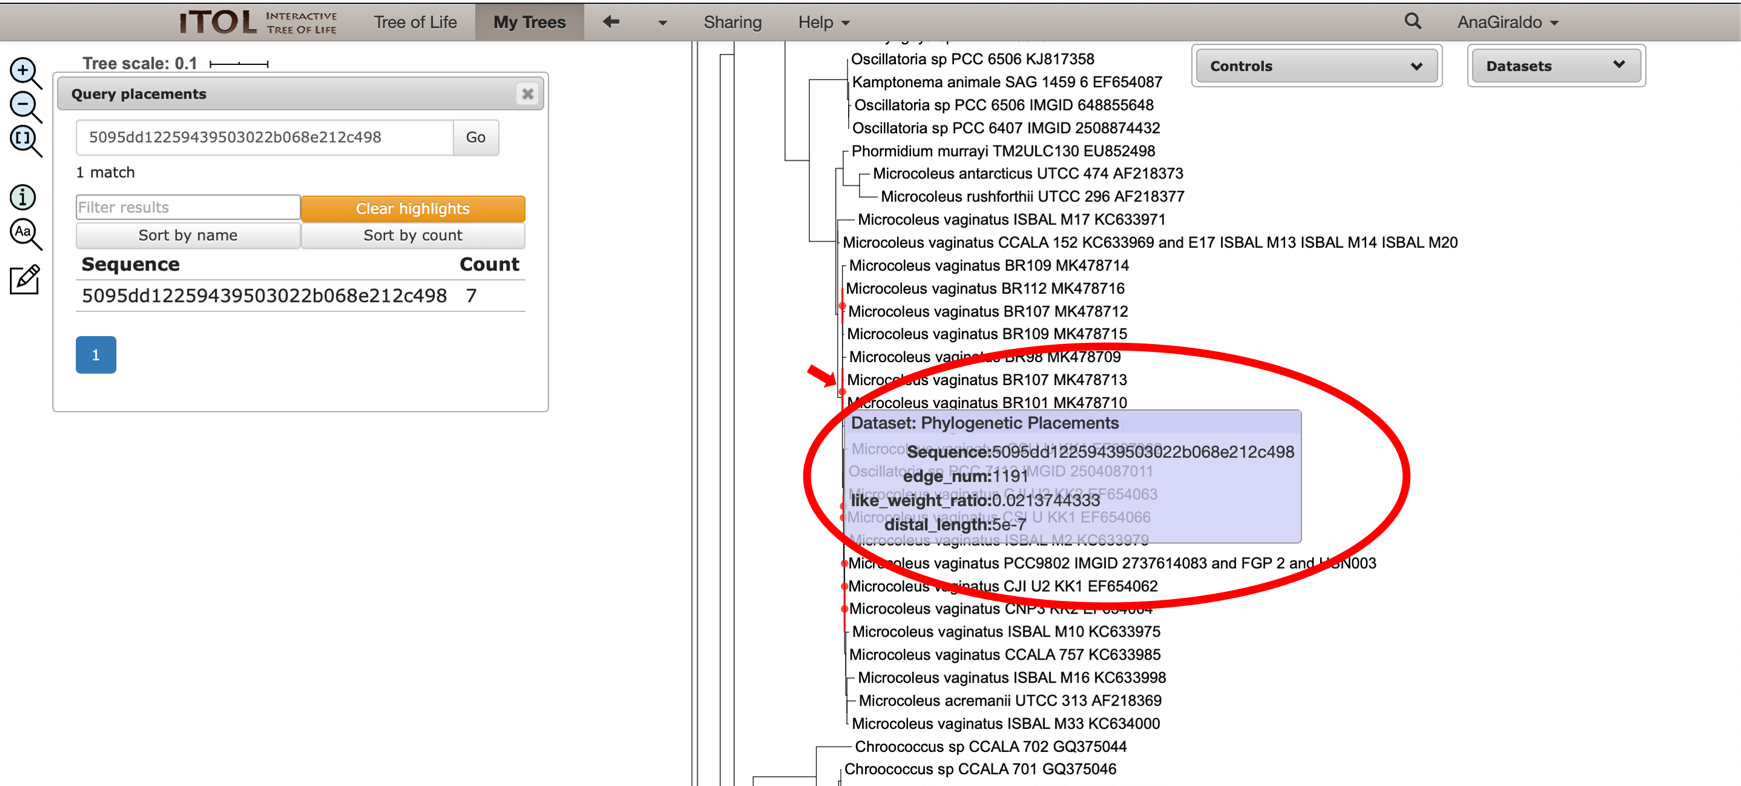 iTOL INTERACTIVE TREE OF LIFE Tree of Life My Trees Sharing Help AnaGiraldo
Tree scale: 0.1
Query placements
5095dd12259439503022b068e212c498 Go
1 match
Filter results Clear highlights
Sort by name Sort by count
Sequence Count
5095dd12259439503022b068e212c498 7
1
Controls
Datasets
Oscillatoria sp PCC 6506 KJ817358
Kamptonema animale SAG 1459 6 EF654087
Oscillatoria sp PCC 6506 IMGID 648855648
Oscillatoria sp PCC 6407 IMGID 2508874432
Phormidium murrayi TM2ULC130 EU852498
Microcoleus antarcticus UTCC 474 AF218373
Microcoleus rushforthii UTCC 296 AF218377
Microcoleus vaginatus ISBAL M17 KC633971
Microcoleus vaginatus CCALA 152 KC633969 and E17 ISBAL M13 ISBAL M14 ISBAL M20
Microcoleus vaginatus BR109 MK478714
Microcoleus vaginatus BR112 MK478716
Microcoleus vaginatus BR107 MK478712
Microcoleus vaginatus BR109 MK478715
Microcoleus vaginatus BR98 MK478709
Microcoleus vaginatus BR107 MK478713
Microcoleus vaginatus BR101 MK478710
Dataset: Phylogenetic Placements
Microcoleus vaginatus
Sequence:5095dd12259439503022b068e212c498
Oscillatoria sp PCC 7113 IMGID 2504087011
edge_num:1191
Microcoleus vaginatus CJI U2 KK2 EF654063
like_weight_ratio:0.0213744333
Microcoleus vaginatus CSI U KK1 EF654066
distal_length:5e-7
Microcoleus vaginatus ISBAL M2 KC633979
Microcoleus vaginatus PCC9802 IMGID 2737614083 and FGP 2 and HSN003
Microcoleus vaginatus CJI U2 KK1 EF654062
Microcoleus vaginatus CNP3 KK2 EF654064
Microcoleus vaginatus ISBAL M10 KC633975
Microcoleus vaginatus CCALA 757 KC633985
Microcoleus vaginatus ISBAL M16 KC633998
Microcoleus acremanii UTCC 313 AF218369
Microcoleus vaginatus ISBAL M33 KC634000
Chroococcus sp CCALA 702 GQ375044
Chroococcus sp CCALA 701 GQ375046